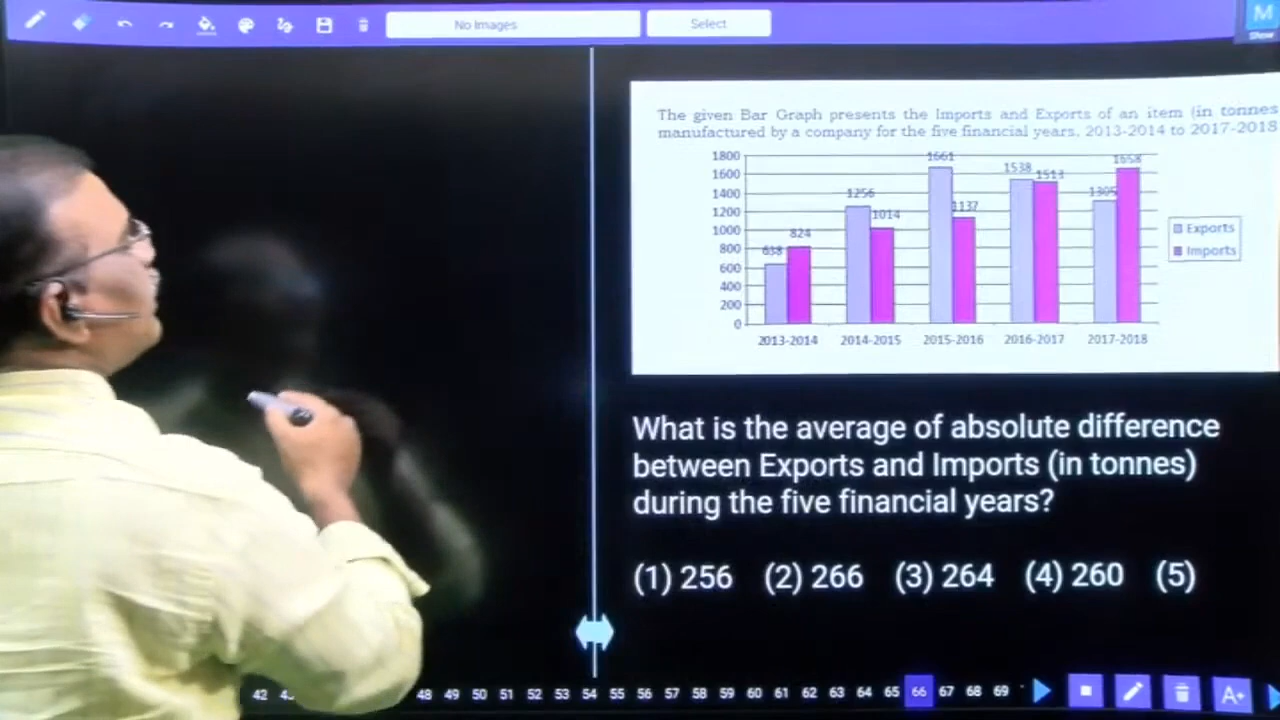 No Images
Select
M
Show
The given Bar Graph presents the Imports and Exports of an item (in tonnes
manufactured by a company for the five financial years, 2013-2014 to 2017-2018
1800
1600
1400
1200
1000
800
600
400
200
0
638
824
1256
1014
1661
1137
1538
1513
1305
1658
2013-2014 2014-2015 2015-2016 2016-2017 2017-2018
Exports
Imports
What is the average of absolute difference
between Exports and Imports (in tonnes)
during the five financial years?
(1) 256 (2) 266 (3) 264 (4) 260 (5)
42 48 49 50 51 52 53 54 55 56 57 58 59 60 61 62 63 64 65 66 67 68 69
A+